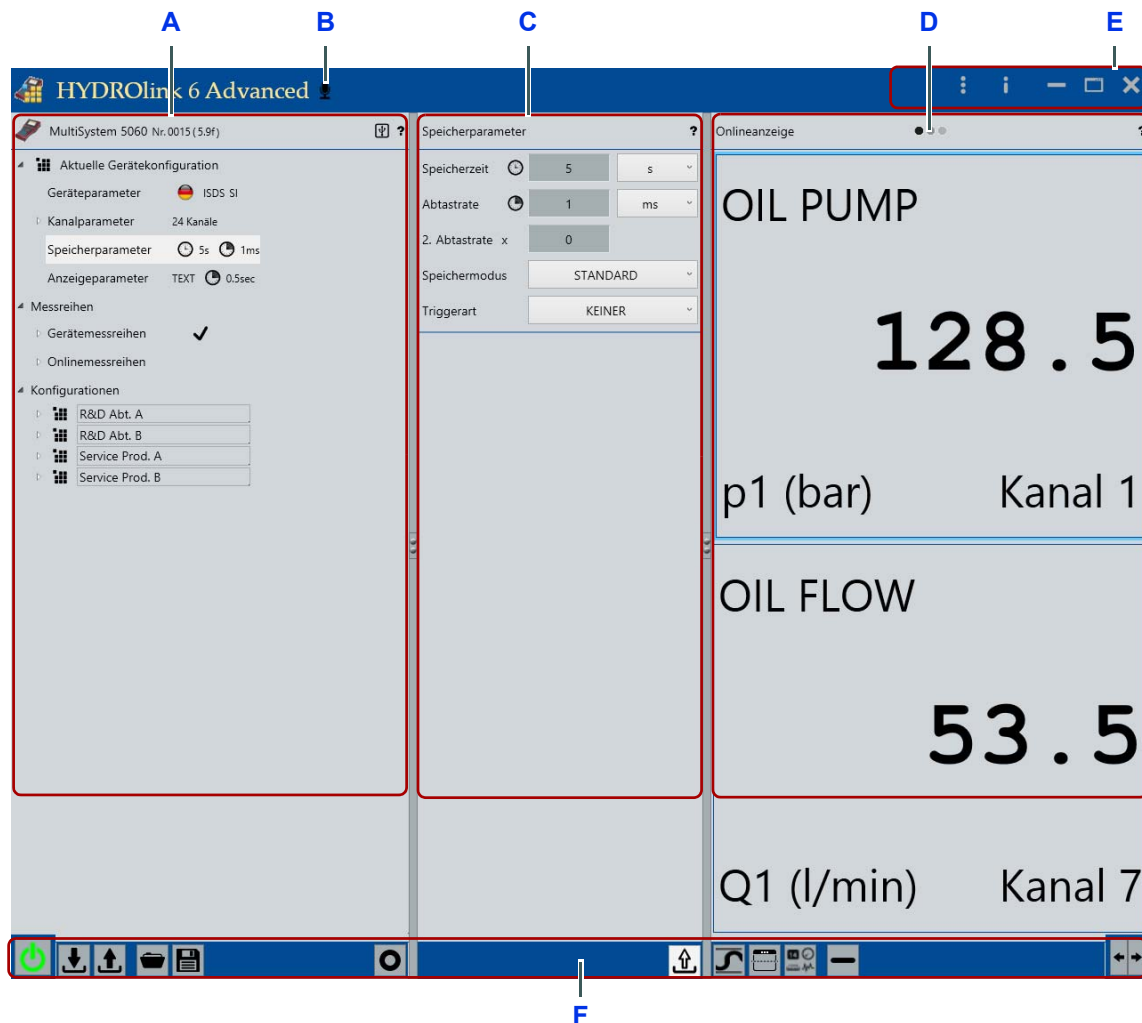 A B C D E
HYDROlink 6 Advanced
MultiSystem 5060 Nr. 0015 (5.9f) ?
Aktuelle Gerätekonfiguration
Geräteparameter ISDS SI
Kanalparameter 24 Kanäle
Speicherparameter 5s 1ms
Anzeigeparameter TEXT 0.5sec
Messreihen
Gerätemessreihen
Onlinemessreihen
Konfigurationen
R&D Abt. A
R&D Abt. B
Service Prod. A
Service Prod. B
Speicherparameter ?
Speicherzeit 5 s
Abtastrate 1 ms
2. Abtastrate x 0
Speichermodus STANDARD
Triggerart KEINER
Onlineanzeige ?
OIL PUMP
128.5
p1 (bar) Kanal 1
OIL FLOW
53.5
Q1 (l/min) Kanal 7
F